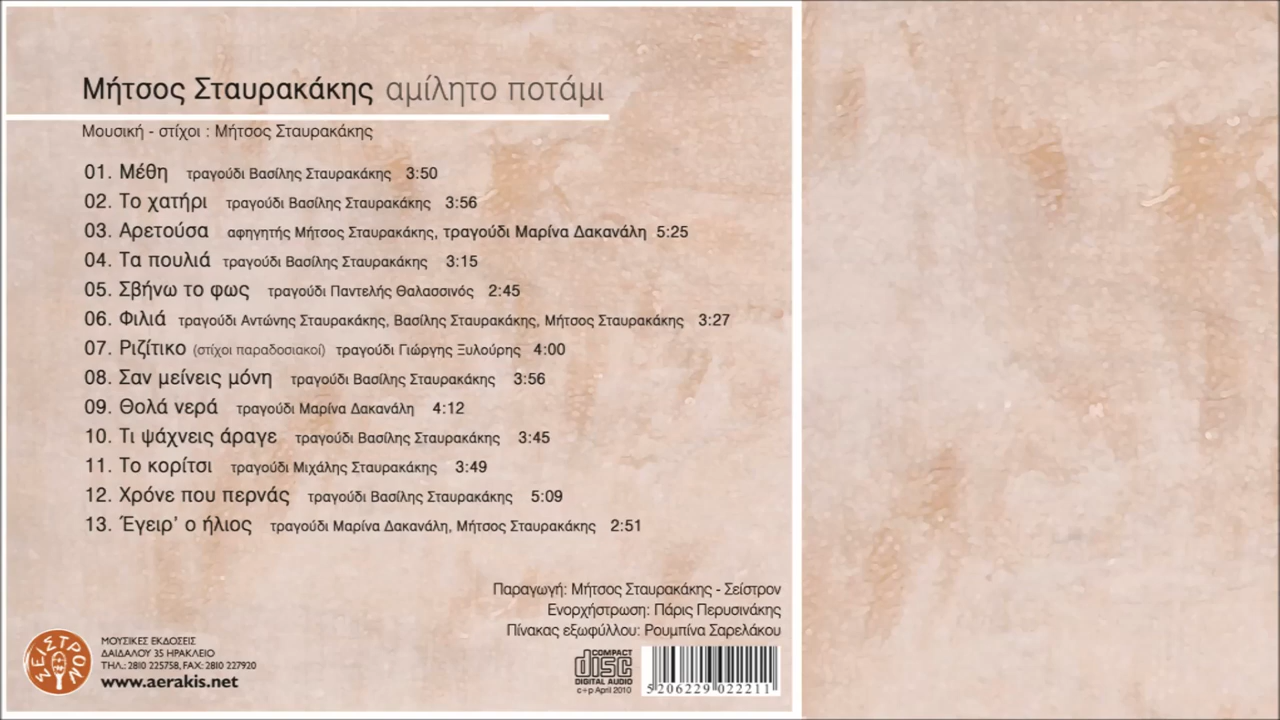 Μήτσος Σταυρακάκης αμίλητο ποτάμι
Μουσική - στίχοι : Μήτσος Σταυρακάκης
01. Μέθη τραγούδι Βασίλης Σταυρακάκης 3:50
02. Το χατήρι τραγούδι Βασίλης Σταυρακάκης 3:56
03. Αρετούσα αφηγητής Μήτσος Σταυρακάκης, τραγούδι Μαρίνα Δακανάλη 5:25
04. Τα πουλιά τραγούδι Βασίλης Σταυρακάκης 3:15
05. Σβήνω το φως τραγούδι Παντελής Θαλασσινός 2:45
06. Φιλιά τραγούδι Αντώνης Σταυρακάκης, Βασίλης Σταυρακάκης, Μήτσος Σταυρακάκης 3:27
07. Ριζίτικο (στίχοι παραδοσιακοί) τραγούδι Γιώργης Ξυλούρης 4:00
08. Σαν μείνεις μόνη τραγούδι Βασίλης Σταυρακάκης 3:56
09. Θολά νερά τραγούδι Μαρίνα Δακανάλη 4:12
10. Τι ψάχνεις άραγε τραγούδι Βασίλης Σταυρακάκης 3:45
11. Το κορίτσι τραγούδι Μιχάλης Σταυρακάκης 3:49
12. Χρόνε που περνάς τραγούδι Βασίλης Σταυρακάκης 5:09
13. Έγειρ' ο ήλιος τραγούδι Μαρίνα Δακανάλη, Μήτσος Σταυρακάκης 2:51
Παραγωγή: Μήτσος Σταυρακάκης - Σείστρον
Ενορχήστρωση: Πάρις Περυσινάκης
Πίνακας εξωφύλλου: Ρουμπίνα Σαρελάκου
ΣΕΙΣΤΡΟΝ
ΜΟΥΣΙΚΕΣ ΕΚΔΟΣΕΙΣ
ΔΑΙΔΑΛΟΥ 35 ΗΡΑΚΛΕΙΟ
ΤΗΛ.: 2810 225758, FAX: 2810 227920
www.aerakis.net
COMPACT
disc
DIGITAL AUDIO
c+p April 2010
5 206229 022211